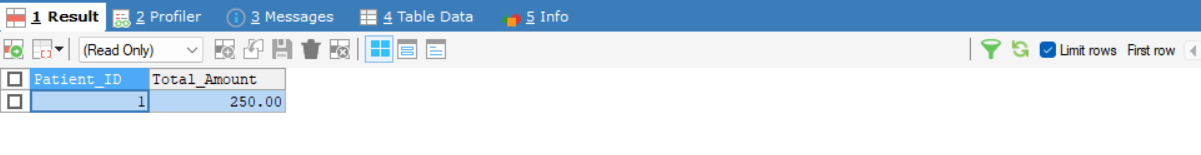 1 Result 2 Profiler 3 Messages 4 Table Data 5 Info
(Read Only) Limit rows First row
Patient_ID Total_Amount
1 250.00